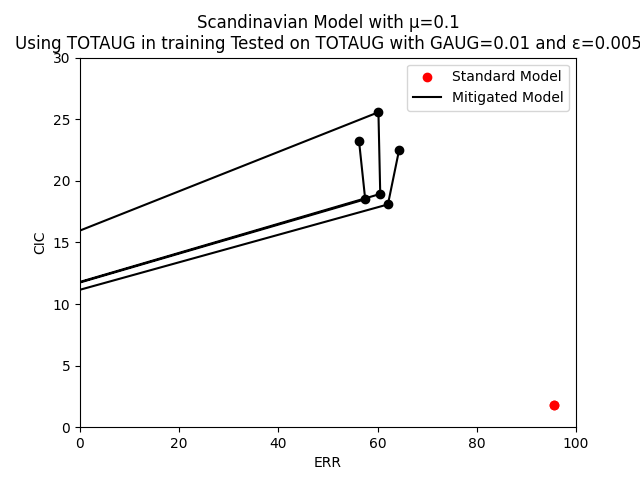 Scandinavian Model with μ=0.1
Using TOTAUG in training Tested on TOTAUG with GAUG=0.01 and ε=0.005
Standard Model
Mitigated Model
30
25
20
15
10
5
0
CIC
0 20 40 60 80 100
ERR